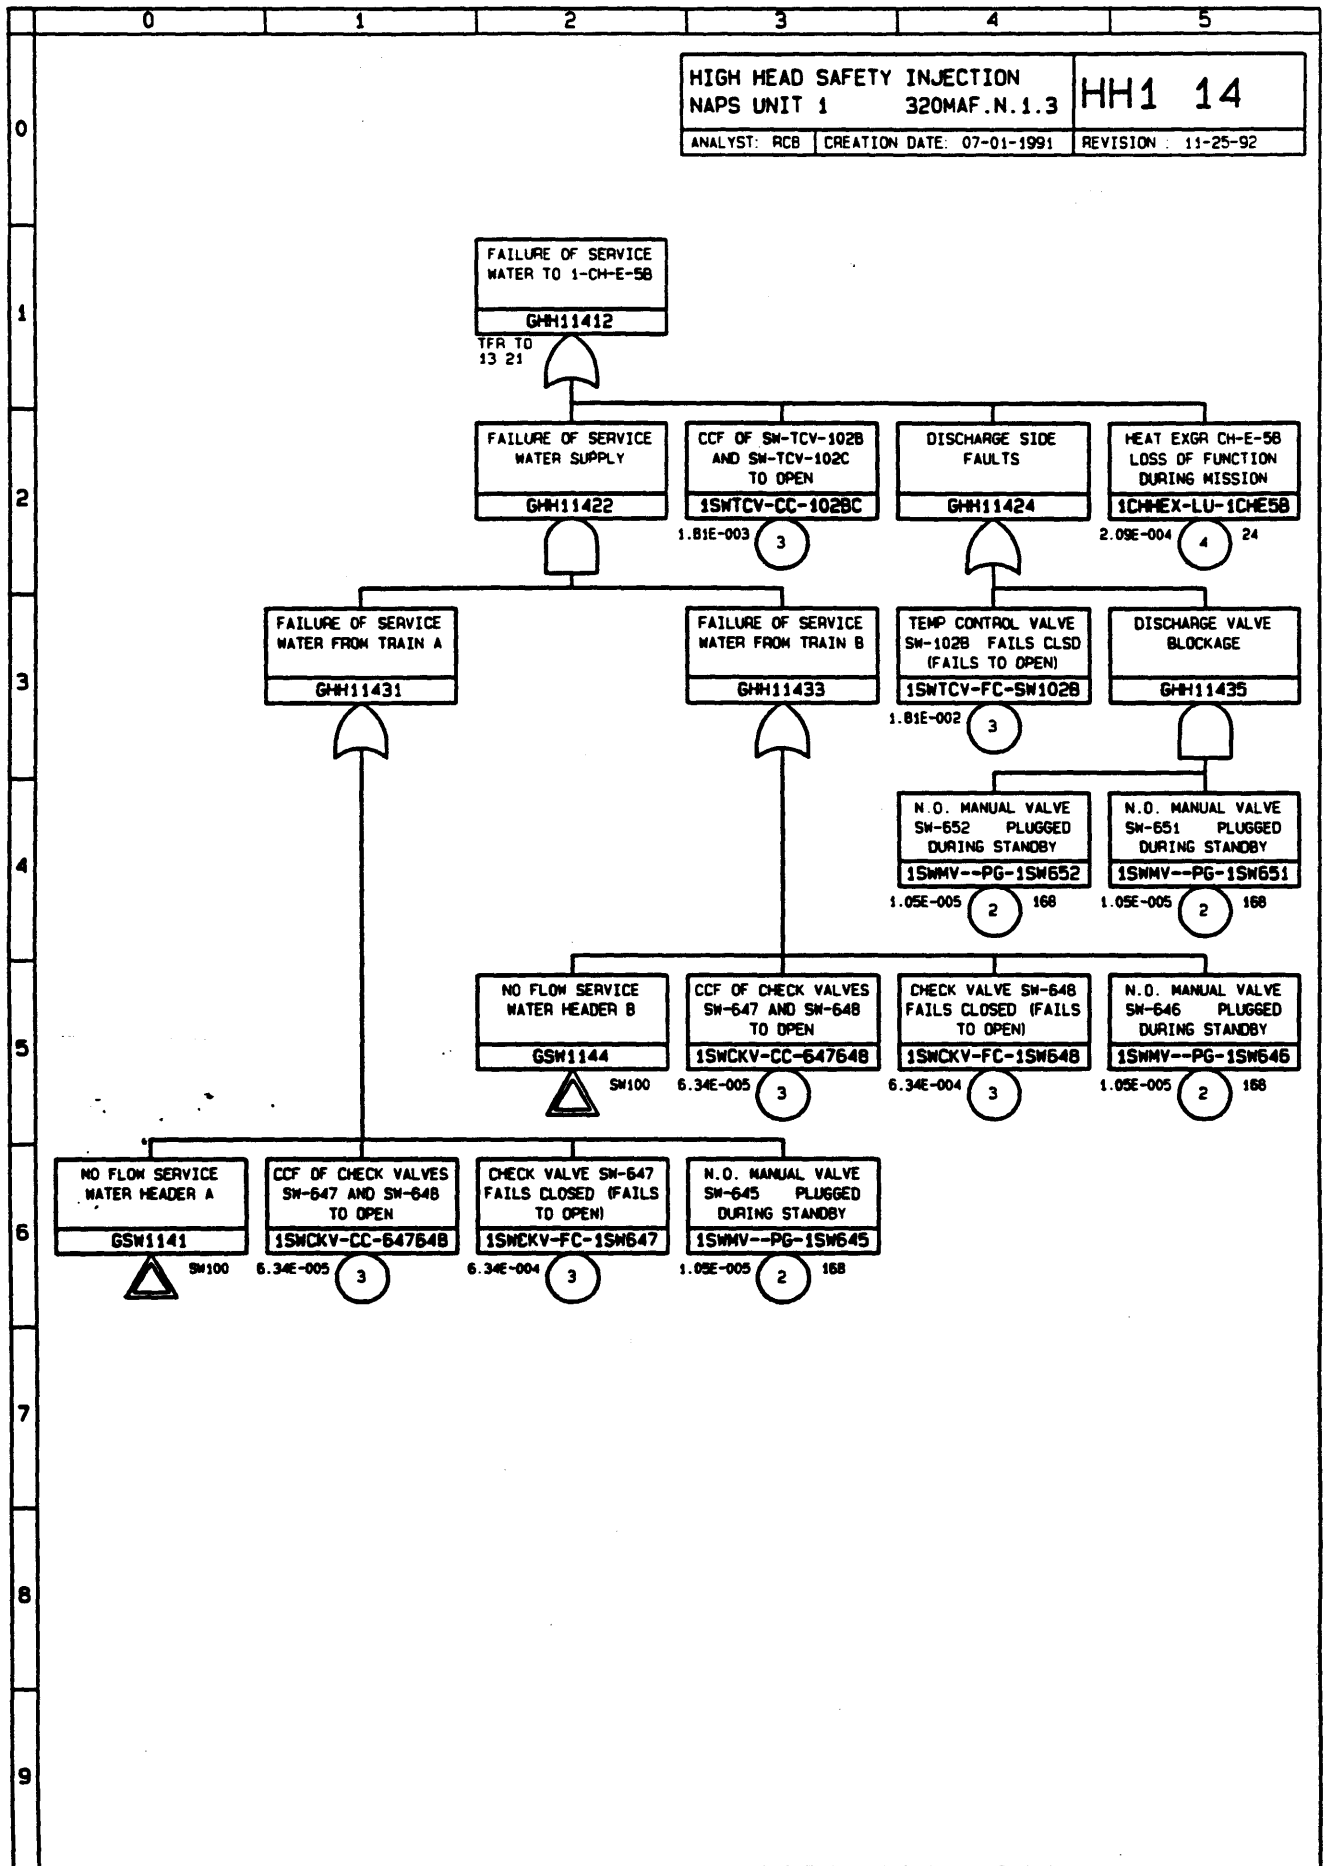 0 1 2 3 4 5
HIGH HEAD SAFETY INJECTION
NAPS UNIT 1 320MAF.N.1.3
HH1 14
ANALYST: RCB CREATION DATE: 07-01-1991 REVISION : 11-25-92
0
FAILURE OF SERVICE
WATER TO 1-CH-E-5B
GHH11412
TFR TO
13 21
1
FAILURE OF SERVICE
WATER SUPPLY
GHH11422
CCF OF SW-TCV-102B
AND SW-TCV-102C
TO OPEN
1SWTCV-CC-102BC
1.81E-003 3
DISCHARGE SIDE
FAULTS
GHH11424
HEAT EXGR CH-E-5B
LOSS OF FUNCTION
DURING MISSION
1CHHEX-LU-1CHE5B
2.09E-004 4 24
2
FAILURE OF SERVICE
WATER FROM TRAIN A
GHH11431
FAILURE OF SERVICE
WATER FROM TRAIN B
GHH11433
TEMP CONTROL VALVE
SW-102B FAILS CLSD
(FAILS TO OPEN)
1SWTCV-FC-SW102B
1.81E-002 3
DISCHARGE VALVE
BLOCKAGE
GHH11435
3
N.O. MANUAL VALVE
SW-652 PLUGGED
DURING STANDBY
1SWMV--PG-1SW652
1.05E-005 2 168
N.O. MANUAL VALVE
SW-651 PLUGGED
DURING STANDBY
1SWMV--PG-1SW651
1.05E-005 2 168
4
NO FLOW SERVICE
WATER HEADER B
GSW1144
SW100
CCF OF CHECK VALVES
SW-647 AND SW-648
TO OPEN
1SWCKV-CC-647648
6.34E-005 3
CHECK VALVE SW-648
FAILS CLOSED (FAILS
TO OPEN)
1SWCKV-FC-1SW648
6.34E-004 3
N.O. MANUAL VALVE
SW-646 PLUGGED
DURING STANDBY
1SWMV--PG-1SW646
1.05E-005 2 168
5
NO FLOW SERVICE
WATER HEADER A
GSW1141
SW100
CCF OF CHECK VALVES
SW-647 AND SW-648
TO OPEN
1SWCKV-CC-647648
6.34E-005 3
CHECK VALVE SW-647
FAILS CLOSED (FAILS
TO OPEN)
1SWCKV-FC-1SW647
6.34E-004 3
N.O. MANUAL VALVE
SW-645 PLUGGED
DURING STANDBY
1SWMV--PG-1SW645
1.05E-005 2 168
6
7
8
9